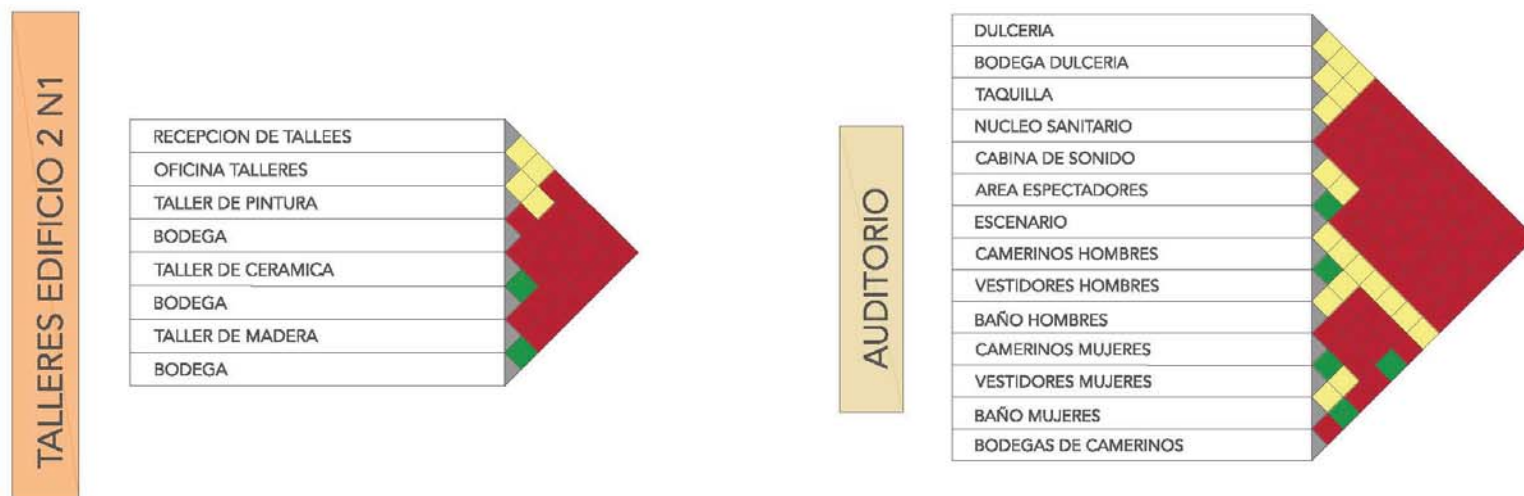 TALLERES EDIFICIO 2 N1
RECEPCION DE TALLEES
OFICINA TALLERES
TALLER DE PINTURA
BODEGA
TALLER DE CERAMICA
BODEGA
TALLER DE MADERA
BODEGA
AUDITORIO
DULCERIA
BODEGA DULCERIA
TAQUILLA
NUCLEO SANITARIO
CABINA DE SONIDO
AREA ESPECTADORES
ESCENARIO
CAMERINOS HOMBRES
VESTIDORES HOMBRES
BAÑO HOMBRES
CAMERINOS MUJERES
VESTIDORES MUJERES
BAÑO MUJERES
BODEGAS DE CAMERINOS